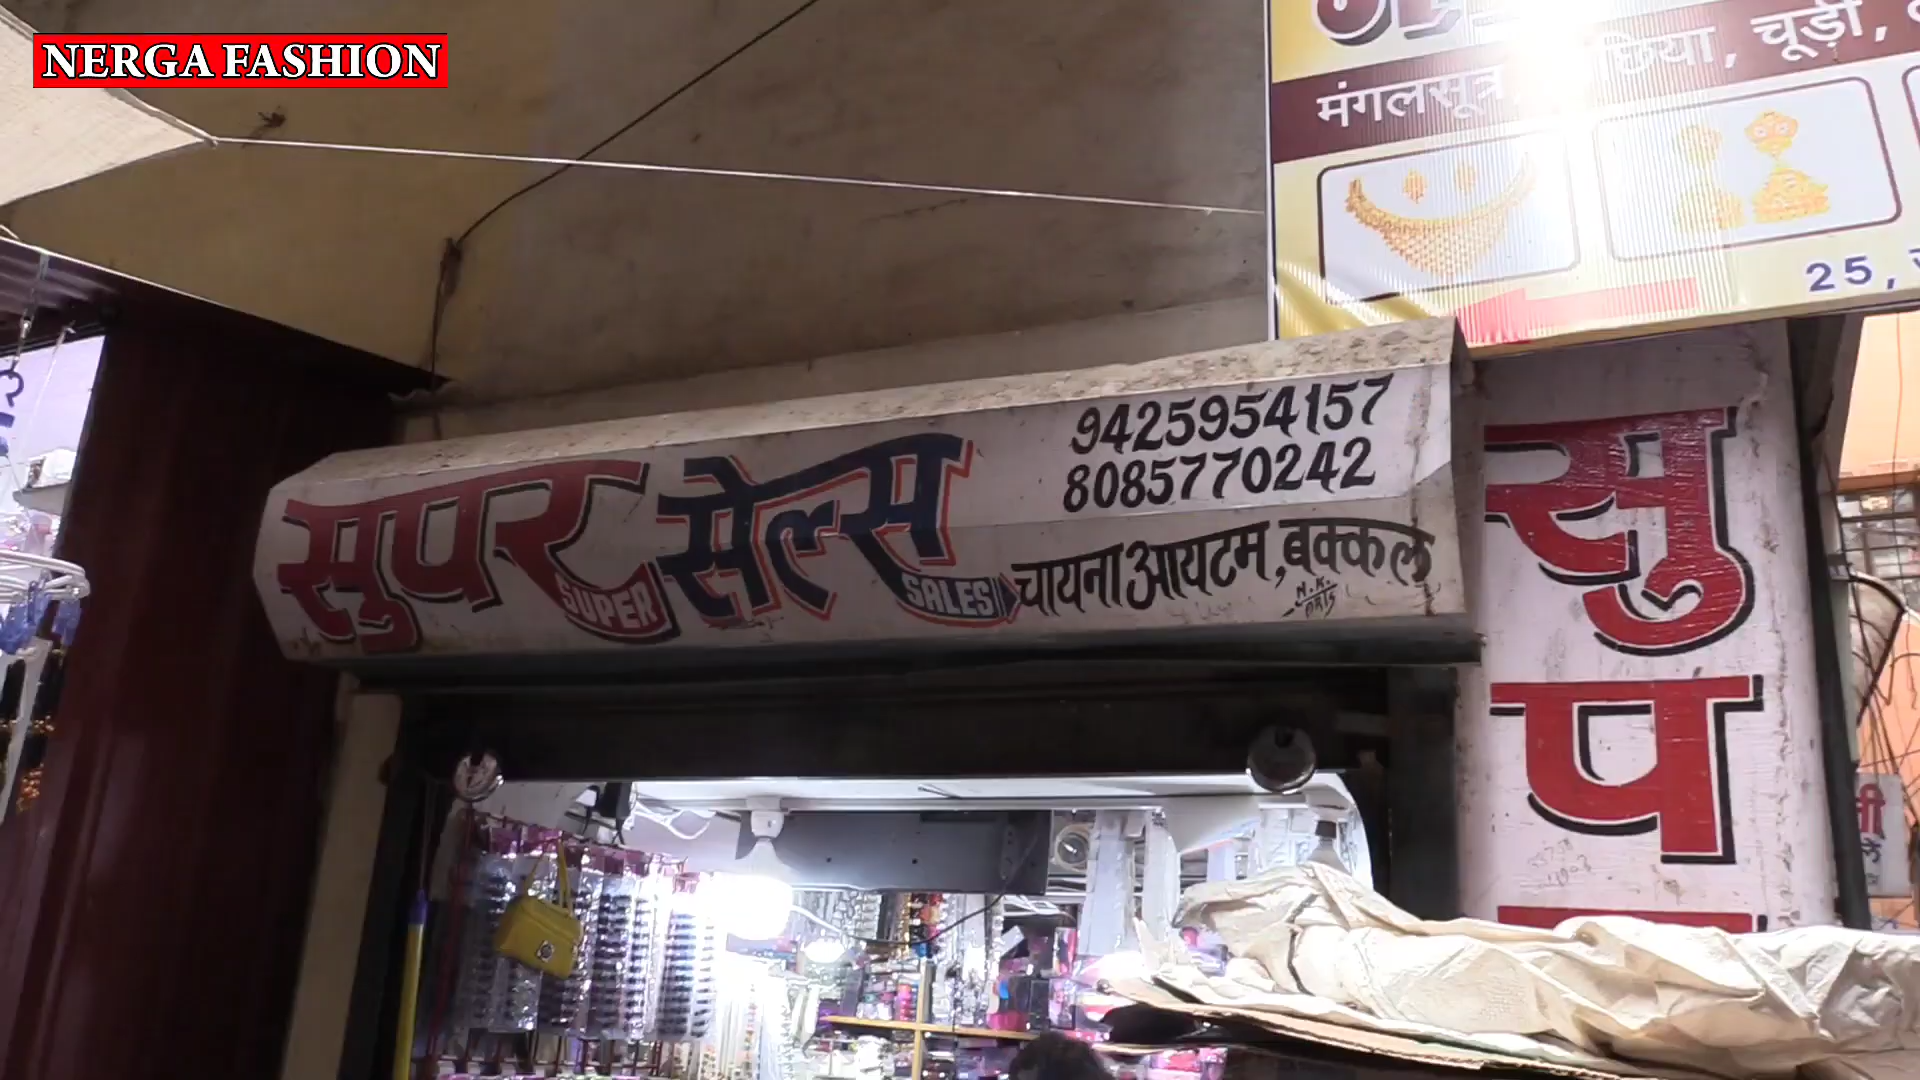 NERGA FASHION
मंगलसूत्र, चूड़ी,
25,
सुपर सेल्स
SUPER SALES
9425954157
8085770242
चायना आयटम, बक्कल
N.K.
सु
प